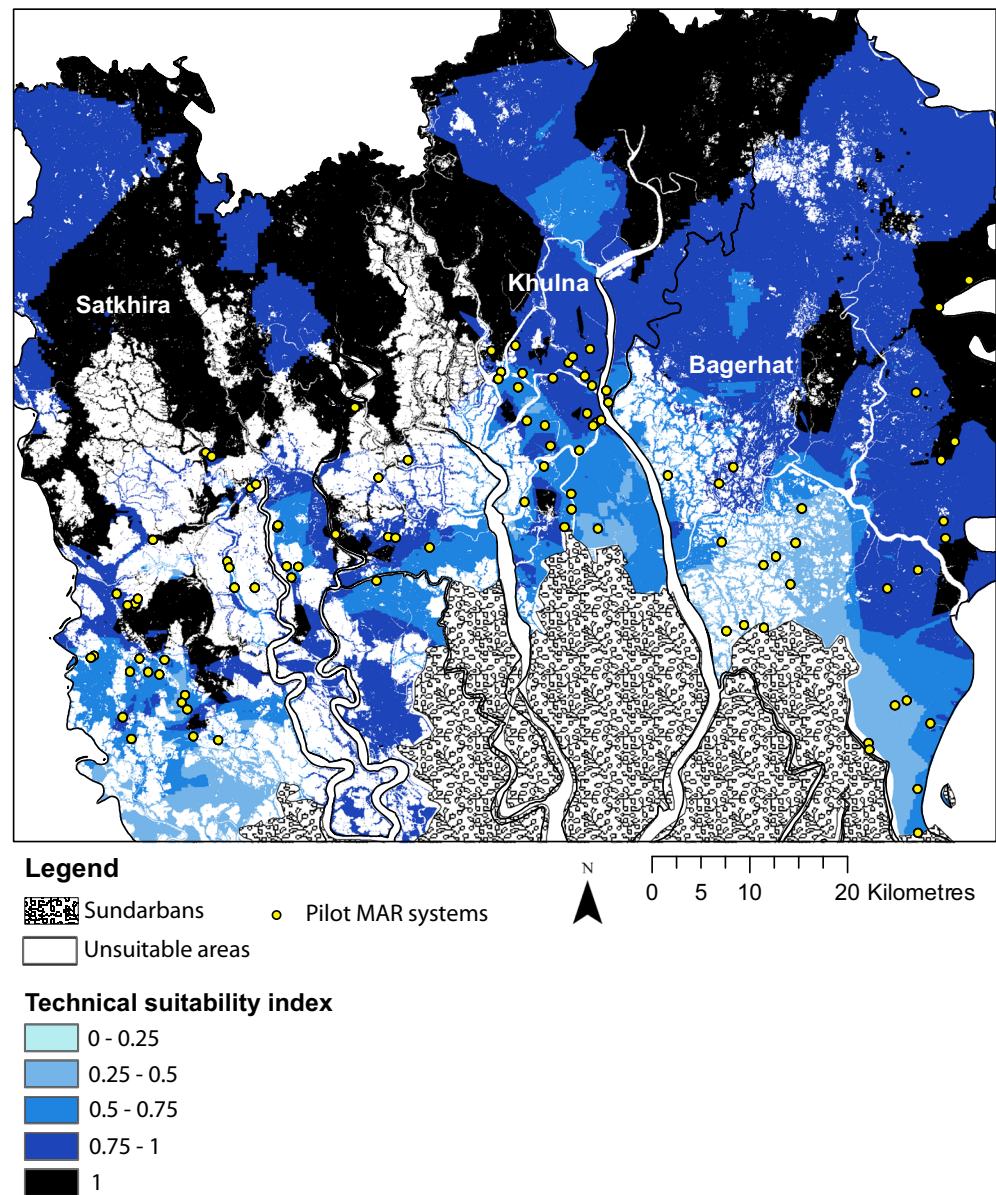 Satkhira
Khulna
Bagerhat
Legend
Sundarbans
Pilot MAR systems
Unsuitable areas
N
0 5 10 20 Kilometres
Technical suitability index
0 - 0.25
0.25 - 0.5
0.5 - 0.75
0.75 - 1
1